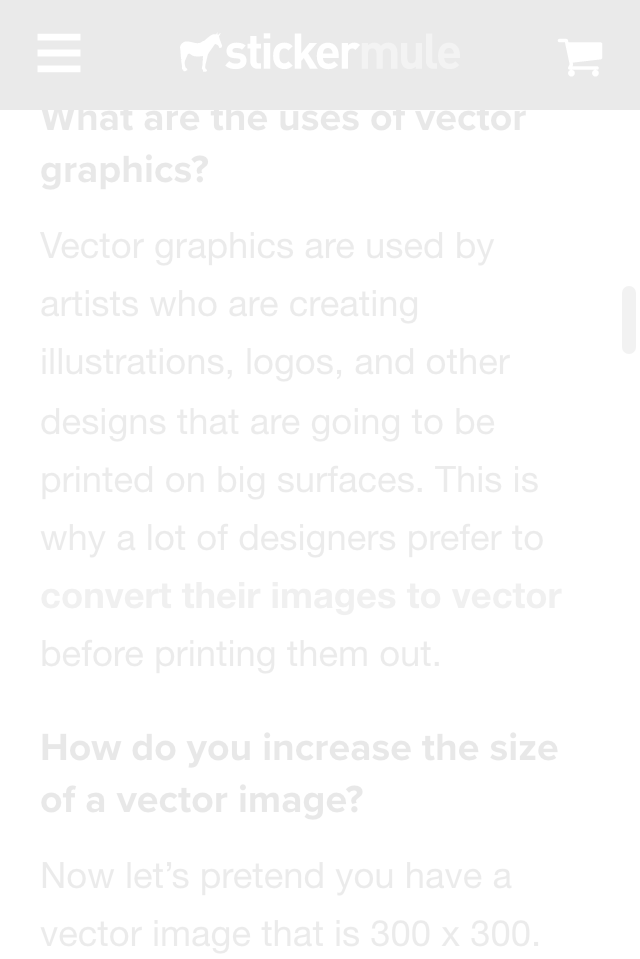 stickermule
What are the uses of vector
graphics?
Vector graphics are used by
artists who are creating
illustrations, logos, and other
designs that are going to be
printed on big surfaces. This is
why a lot of designers prefer to
convert their images to vector
before printing them out.
How do you increase the size
of a vector image?
Now let’s pretend you have a
vector image that is 300 x 300.